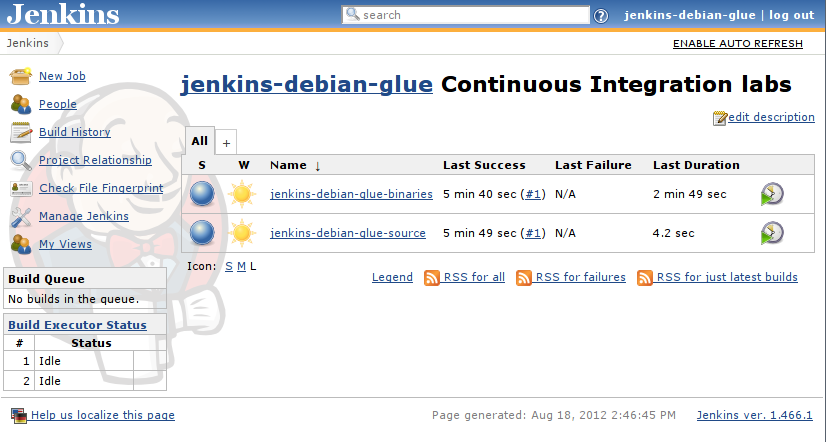 Jenkins
search
jenkins-debian-glue | log out
Jenkins
ENABLE AUTO REFRESH
New Job
People
Build History
Project Relationship
Check File Fingerprint
Manage Jenkins
My Views
Build Queue
No builds in the queue.
Build Executor Status
# Status
1 Idle
2 Idle
jenkins-debian-glue Continuous Integration labs
edit description
All +
S W Name ↓ Last Success Last Failure Last Duration
jenkins-debian-glue-binaries 5 min 40 sec (#1) N/A 2 min 49 sec
jenkins-debian-glue-source 5 min 49 sec (#1) N/A 4.2 sec
Icon: S M L
Legend RSS for all RSS for failures RSS for just latest builds
Help us localize this page Page generated: Aug 18, 2012 2:46:45 PM Jenkins ver. 1.466.1